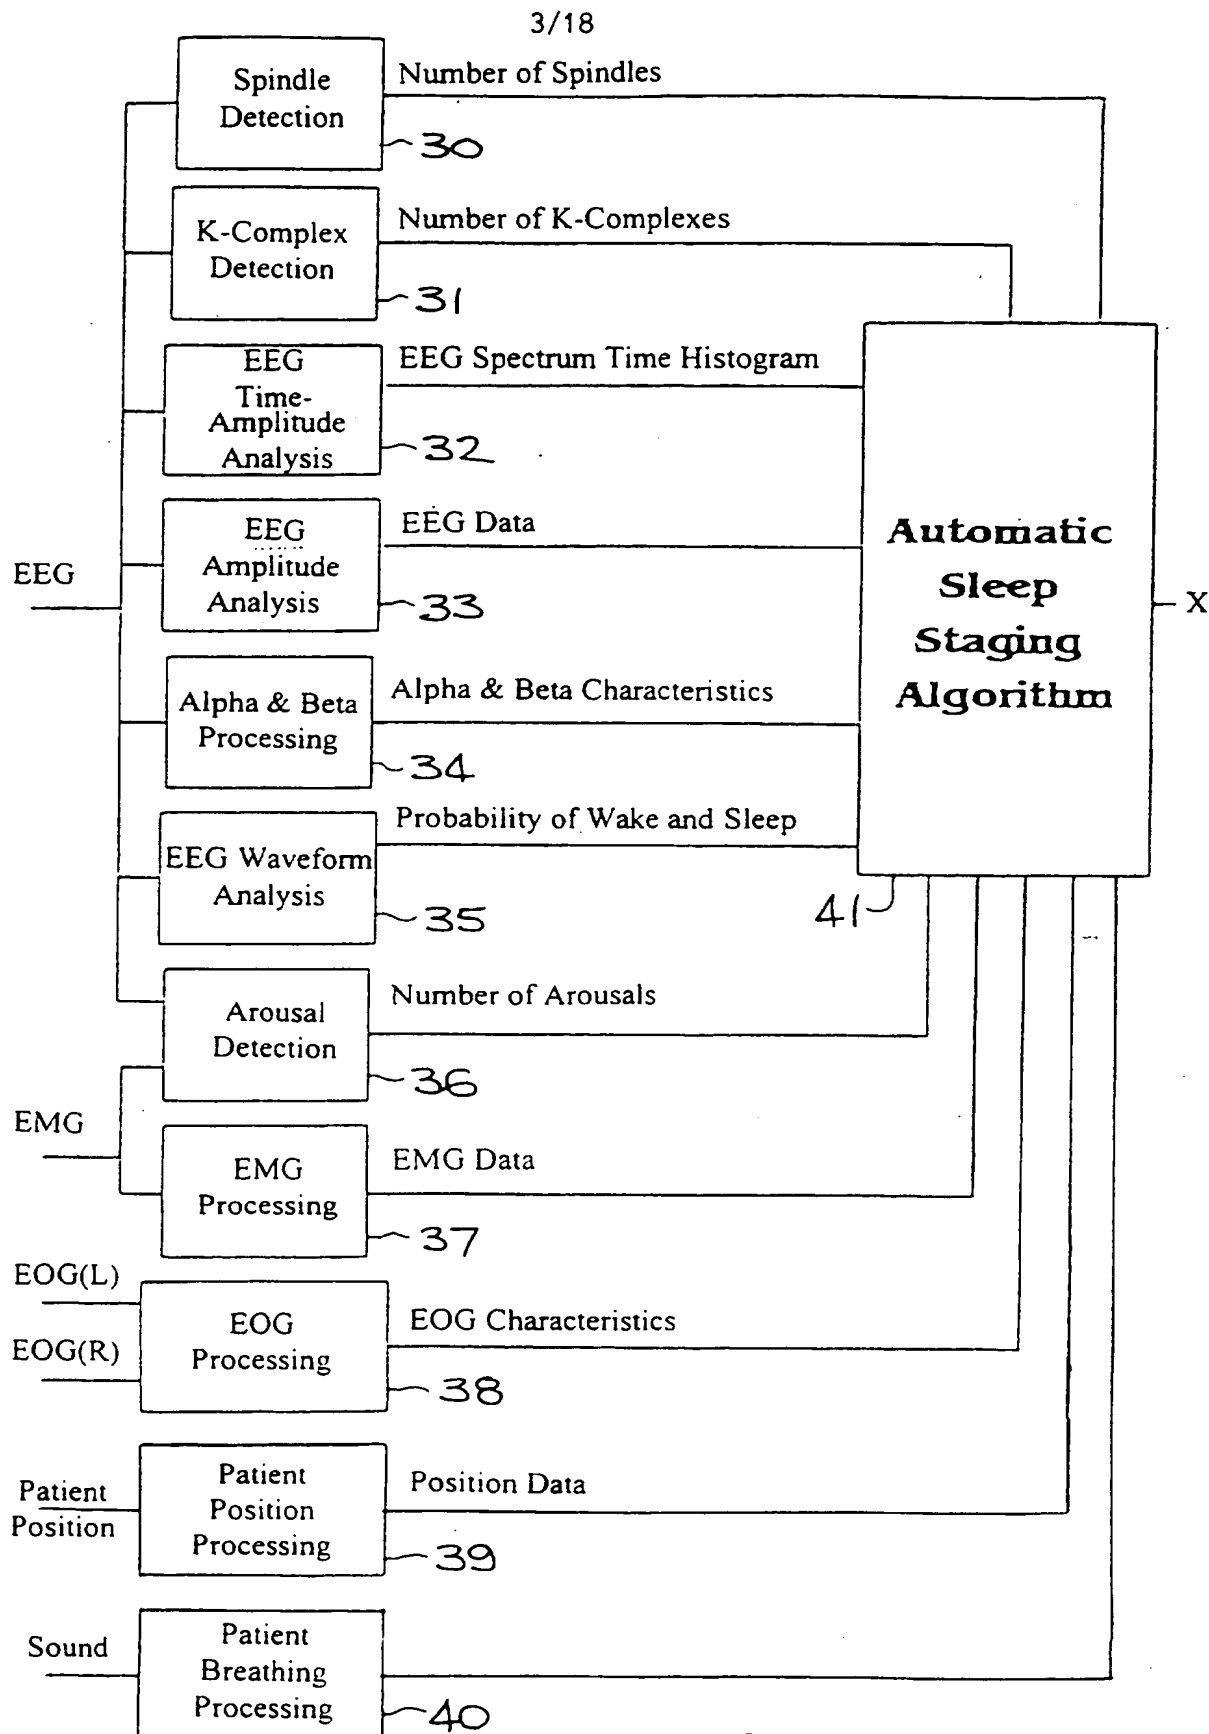 3/18
Spindle
Detection
Number of Spindles
30
K-Complex
Detection
Number of K-Complexes
31
EEG
Time-
Amplitude
Analysis
EEG Spectrum Time Histogram
32
EEG
Amplitude
Analysis
EEG Data
33
EEG
Alpha & Beta
Processing
Alpha & Beta Characteristics
34
EEG Waveform
Analysis
Probability of Wake and Sleep
35
Automatic
Sleep
Staging
Algorithm
X
41
Arousal
Detection
Number of Arousals
36
EMG
EMG
Processing
EMG Data
37
EOG(L)
EOG(R)
EOG
Processing
EOG Characteristics
38
Patient
Position
Patient
Position
Processing
Position Data
39
Sound
Patient
Breathing
Processing
40